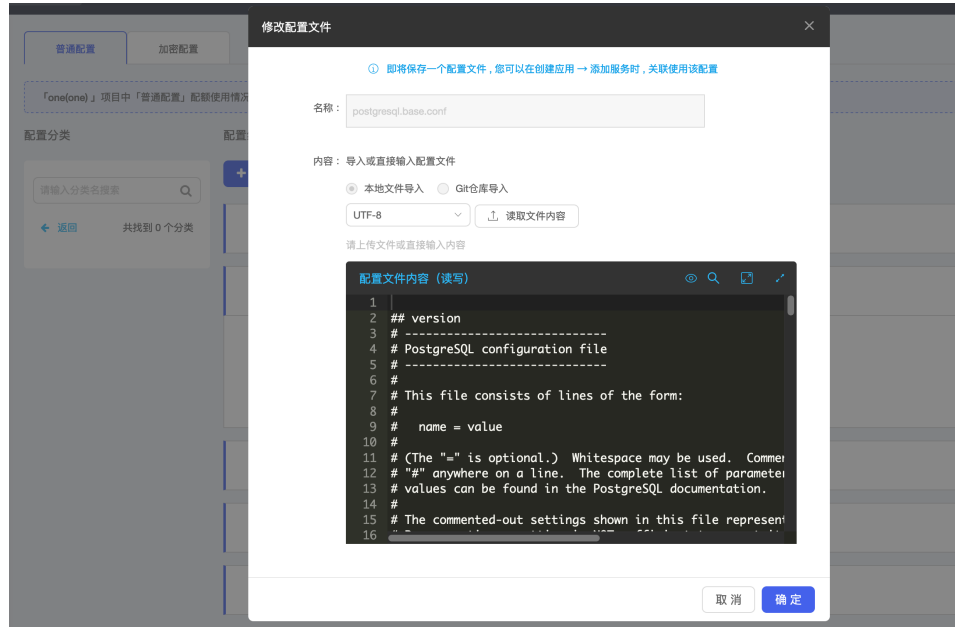 普通配置
加密配置
「one(one) 」项目中「普通配置」配额使用情况
配置分类
配置
请输入分类名搜索
返回
共找到 0 个分类
修改配置文件
即将保存一个配置文件 , 您可以在创建应用 → 添加服务时 , 关联使用该配置
名称 :
postgresql.base.conf
内容 : 导入或直接输入配置文件
本地文件导入 Git仓库导入
UTF-8 读取文件内容
请上传文件或直接输入内容
配置文件内容（读写）
1
2 ## version
3 # -----------------------------
4 # PostgreSQL configuration file
5 # -----------------------------
6 #
7 # This file consists of lines of the form:
8 #
9 #   name = value
10 #
11 # (The "=" is optional.)  Whitespace may be used.  Commen
12 # "#" anywhere on a line.  The complete list of parameter
13 # values can be found in the PostgreSQL documentation.
14 #
15 # The commented-out settings shown in this file represent
16
取 消 确 定